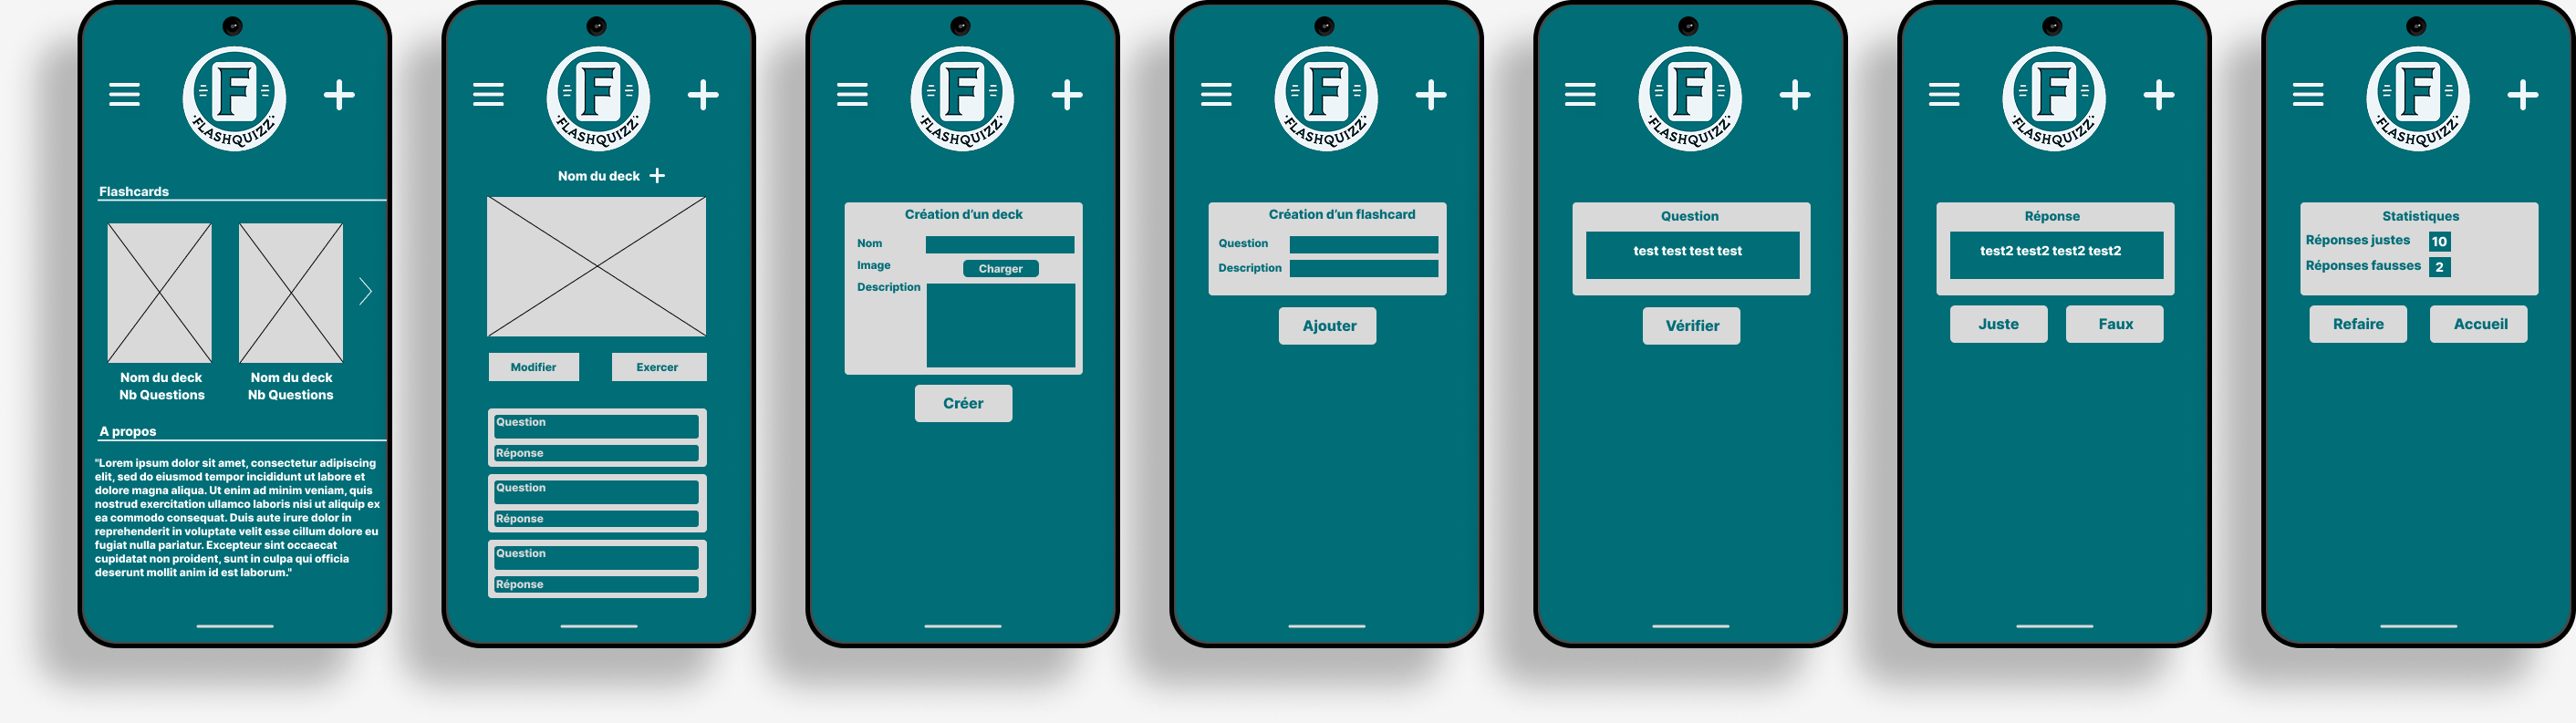 F
FLASHQUIZZ
Flashcards
Nom du deck
Nb Questions
Nom du deck
Nb Questions
A propos
"Lorem ipsum dolor sit amet, consectetur adipiscing
elit, sed do eiusmod tempor incididunt ut labore et
dolore magna aliqua. Ut enim ad minim veniam, quis
nostrud exercitation ullamco laboris nisi ut aliquip ex
ea commodo consequat. Duis aute irure dolor in
reprehenderit in voluptate velit esse cillum dolore eu
fugiat nulla pariatur. Excepteur sint occaecat
cupidatat non proident, sunt in culpa qui officia
deserunt mollit anim id est laborum."
F
FLASHQUIZZ
Nom du deck
Modifier
Exercer
Question
Réponse
Question
Réponse
Question
Réponse
F
FLASHQUIZZ
Création d'un deck
Nom
Image
Charger
Description
Créer
F
FLASHQUIZZ
Création d'un flashcard
Question
Description
Ajouter
F
FLASHQUIZZ
Question
test test test test
Vérifier
F
FLASHQUIZZ
Réponse
test2 test2 test2 test2
Juste
Faux
F
FLASHQUIZZ
Statistiques
Réponses justes 10
Réponses fausses 2
Refaire
Accueil